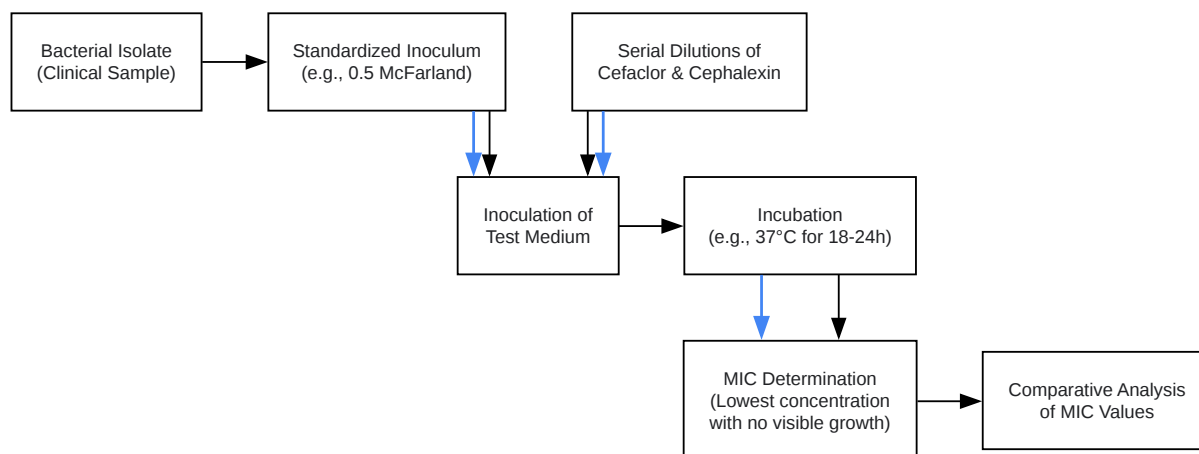 Bacterial Isolate
(Clinical Sample)
Standardized Inoculum
(e.g., 0.5 McFarland)
Serial Dilutions of
Cefaclor & Cephalexin
Inoculation of
Test Medium
Incubation
(e.g., 37°C for 18-24h)
MIC Determination
(Lowest concentration
with no visible growth)
Comparative Analysis
of MIC Values